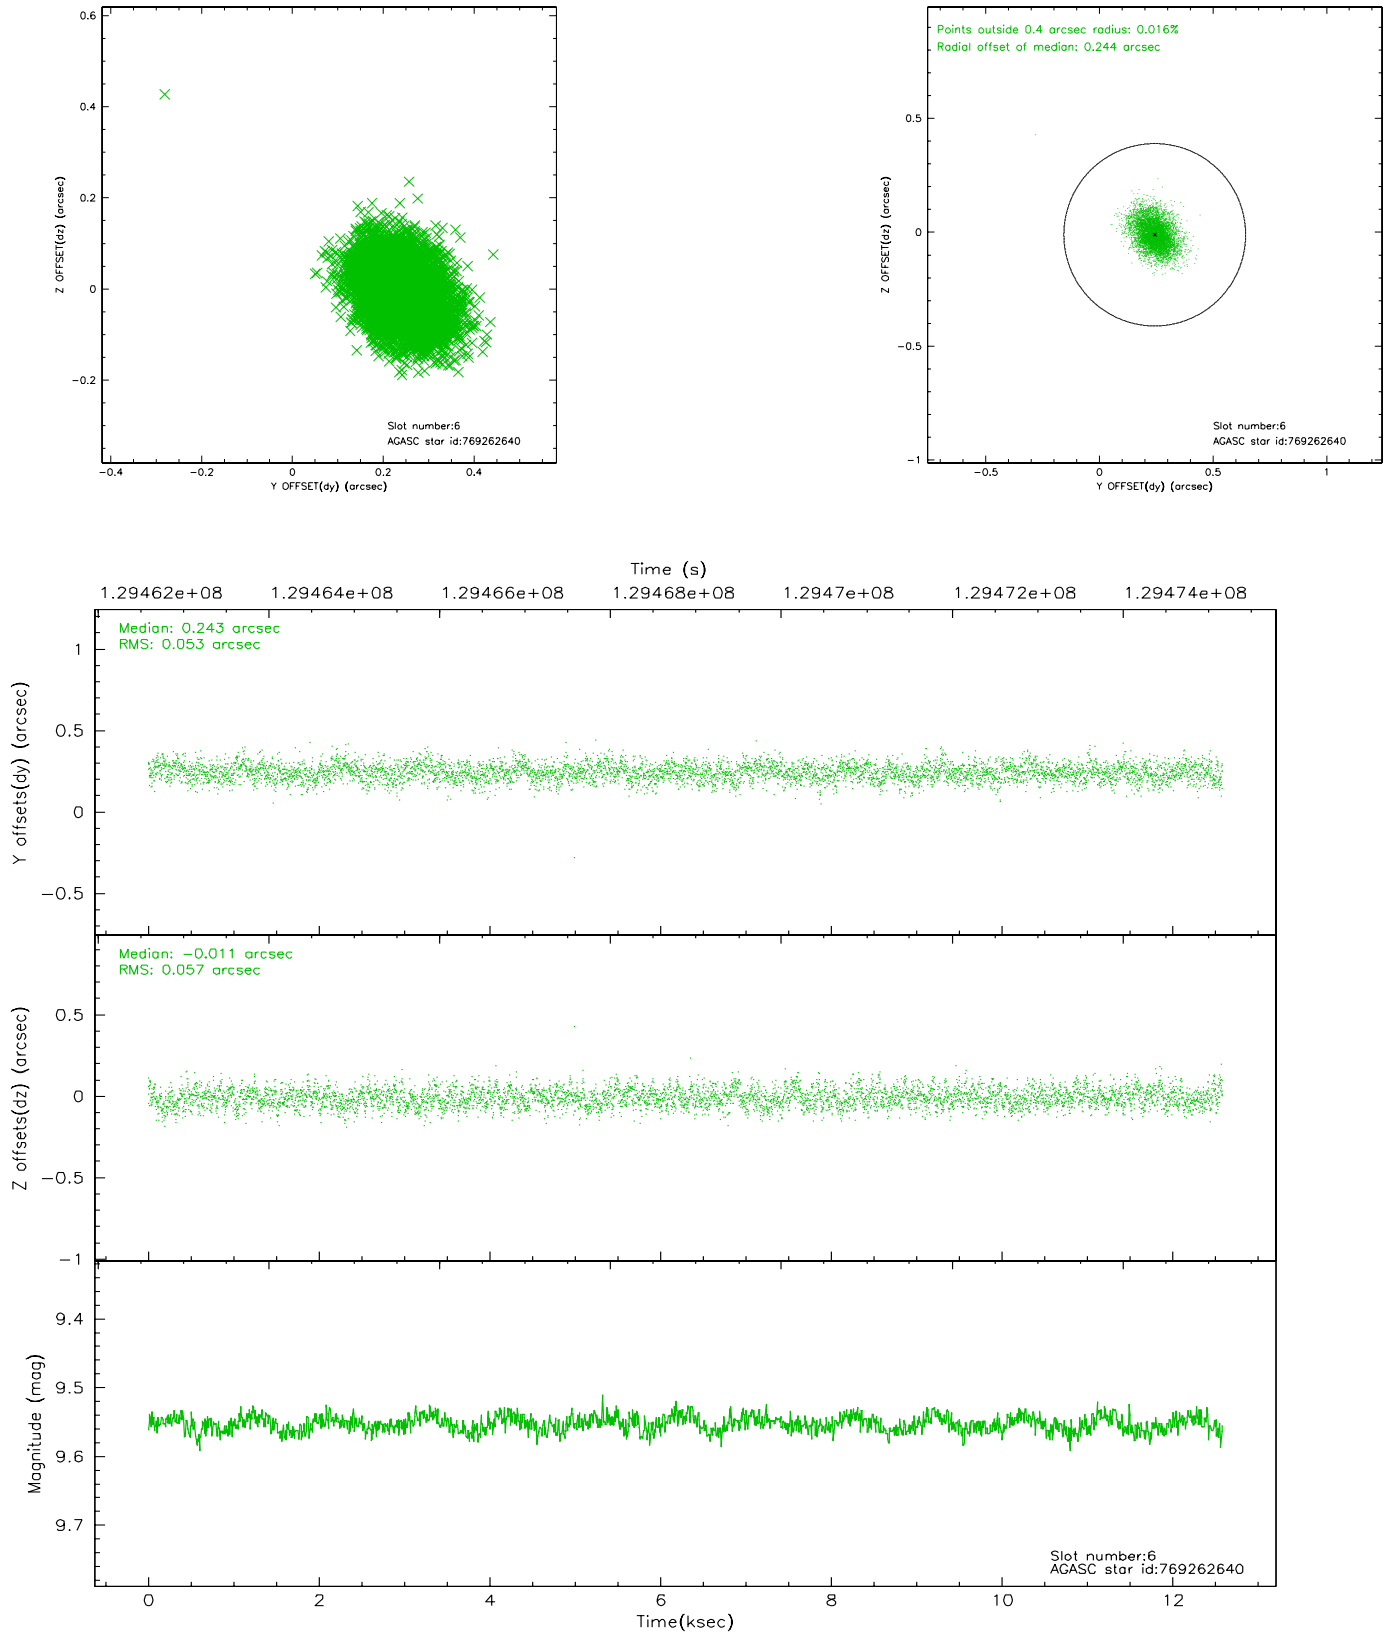 0.6
0.4
0.2
0
−0.2
−0.4
−0.2
0
0.2
0.4
Z OFFSET(dz) (arcsec)
Y OFFSET(dy) (arcsec)
Slot number:6
AGASC star id:769262640
Points outside 0.4 arcsec radius: 0.016%
Radial offset of median: 0.244 arcsec
0.5
0
−0.5
−1
−0.5
0
0.5
1
Z OFFSET(dz) (arcsec)
Y OFFSET(dy) (arcsec)
Slot number:6
AGASC star id:769262640
Time (s)
1.29462e+08 1.29464e+08 1.29466e+08 1.29468e+08 1.2947e+08 1.29472e+08 1.29474e+08
Median: 0.243 arcsec
RMS: 0.053 arcsec
1
0.5
0
−0.5
Y offsets(dy) (arcsec)
Median: −0.011 arcsec
RMS: 0.057 arcsec
0.5
0
−0.5
−1
Z offsets(dz) (arcsec)
9.4
9.5
9.6
9.7
Magnitude (mag)
Slot number:6
AGASC star id:769262640
0 2 4 6 8 10 12
Time(ksec)